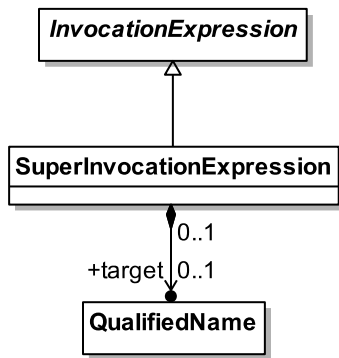 InvocationExpression
SuperInvocationExpression
0..1
+target 0..1
QualifiedName